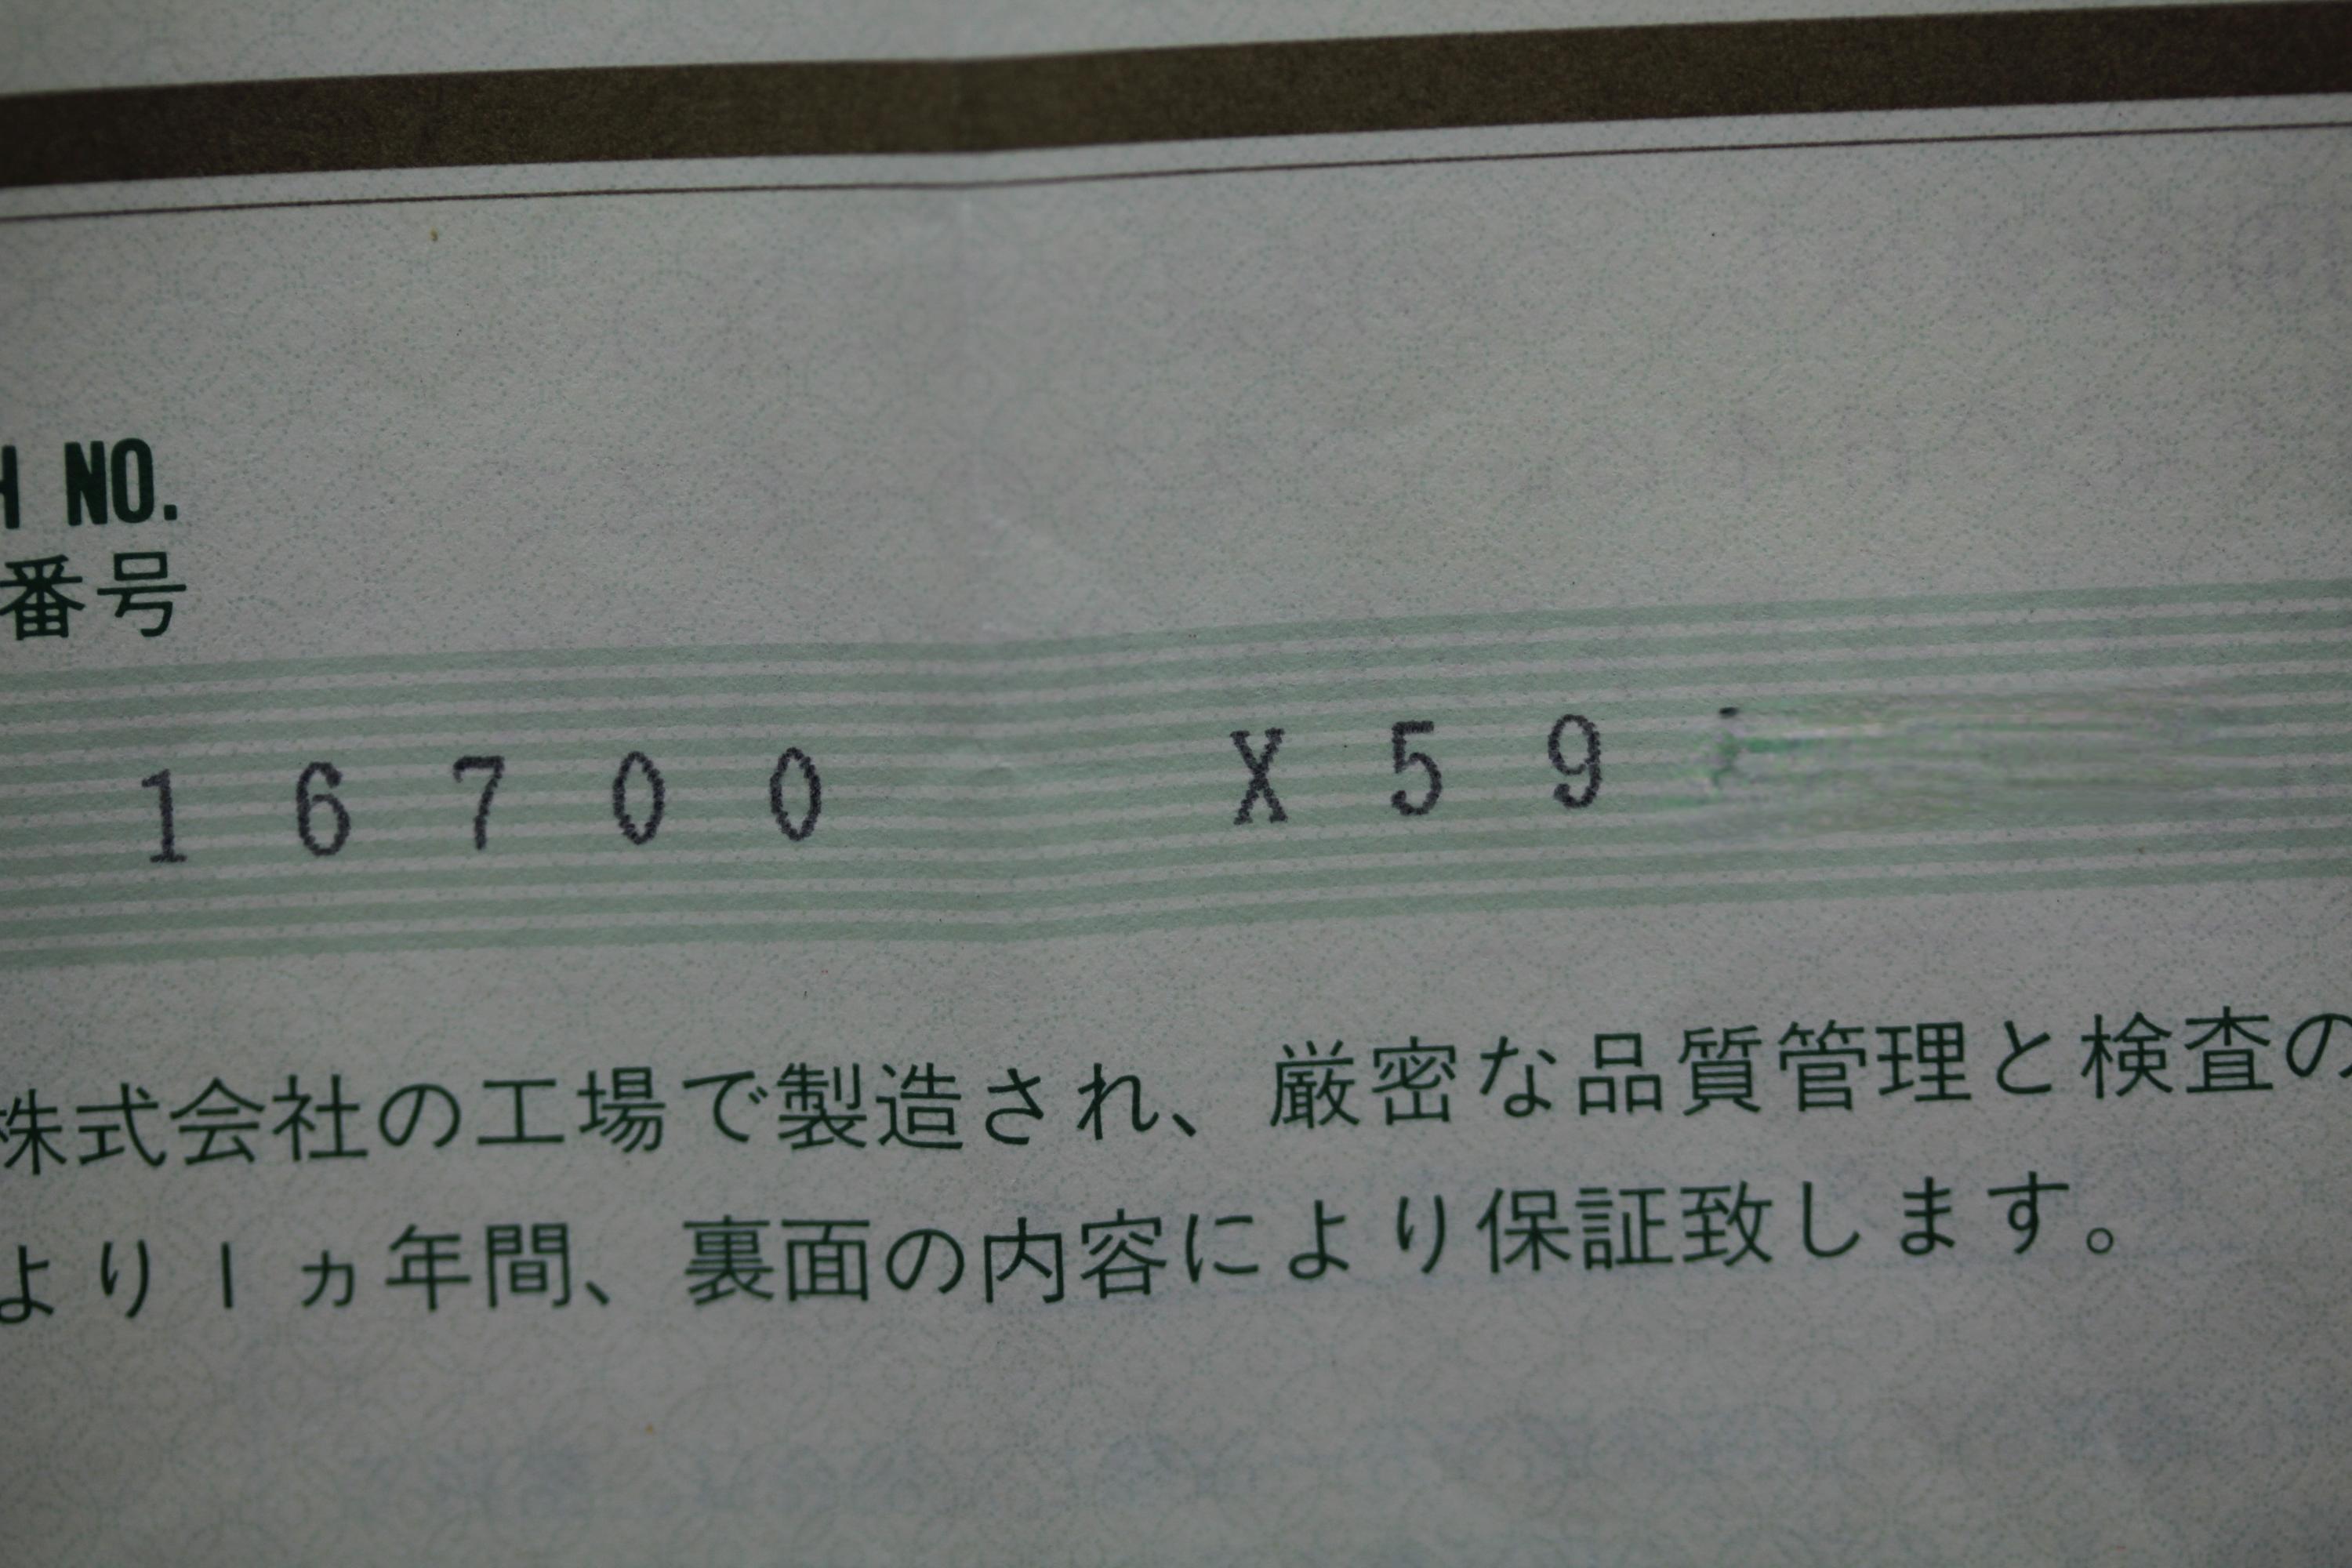 H NO.
番号
16700 X59
株式会社の工場で製造され、厳密な品質管理と検査の
より1ヵ年間、裏面の内容により保証致します。